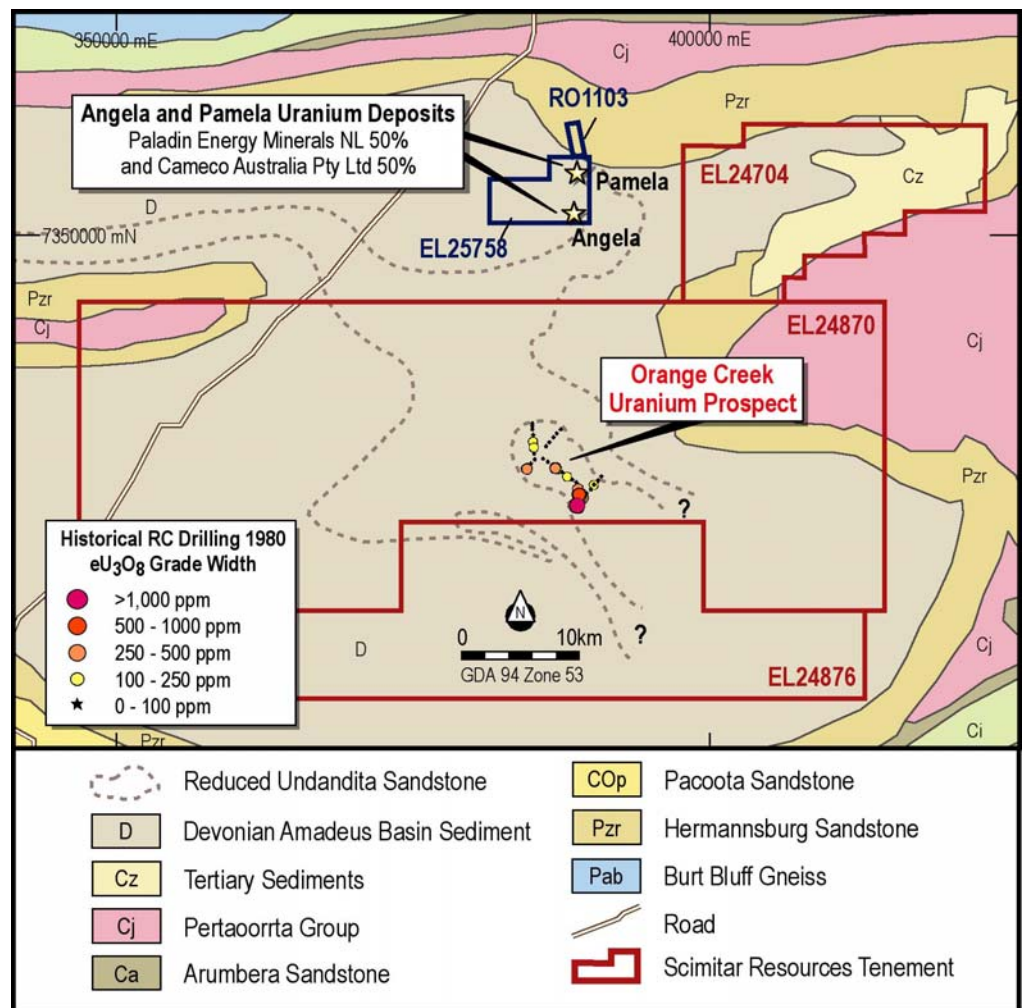 350000 mE
400000 mE
Cj
RO1103
Pzr
Angela and Pamela Uranium Deposits
Paladin Energy Minerals NL 50%
and Cameco Australia Pty Ltd 50%
EL24704
Cz
Pamela
D
7350000 mN
Angela
EL25758
Pzr
Cj
EL24870
Cj
Orange Creek
Uranium Prospect
Pzr
?
Historical RC Drilling 1980
eU3O8 Grade Width
>1,000 ppm
500 - 1000 ppm
250 - 500 ppm
100 - 250 ppm
0 - 100 ppm
N
0 10km
GDA 94 Zone 53
?
D
Cj
EL24876
Pzr
Ci
Reduced Undandita Sandstone
D Devonian Amadeus Basin Sediment
Cz Tertiary Sediments
Cj Pertaoorrta Group
Ca Arumbera Sandstone
COp Pacoota Sandstone
Pzr Hermannsburg Sandstone
Pab Burt Bluff Gneiss
Road
Scimitar Resources Tenement